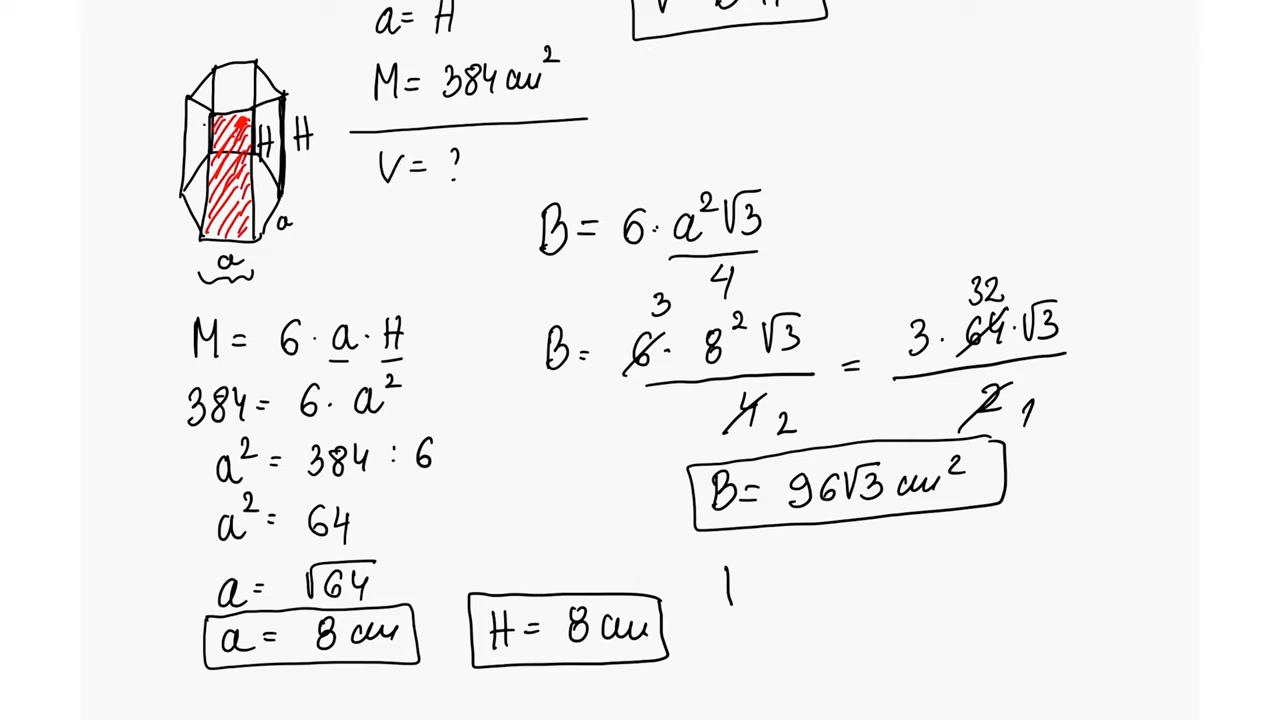 a = H
M = 384 cm²
V = ?
H
H
a
a
B = 6 · a²√3 / 4
M = 6 · a · H
384 = 6 · a²
a² = 384 : 6
a² = 64
a = √64
a = 8 cm
H = 8 cm
3
B = 6 · 8²√3 / 4 2 = 3 · 64 · √3 / 2 1
32
B = 96√3 cm²